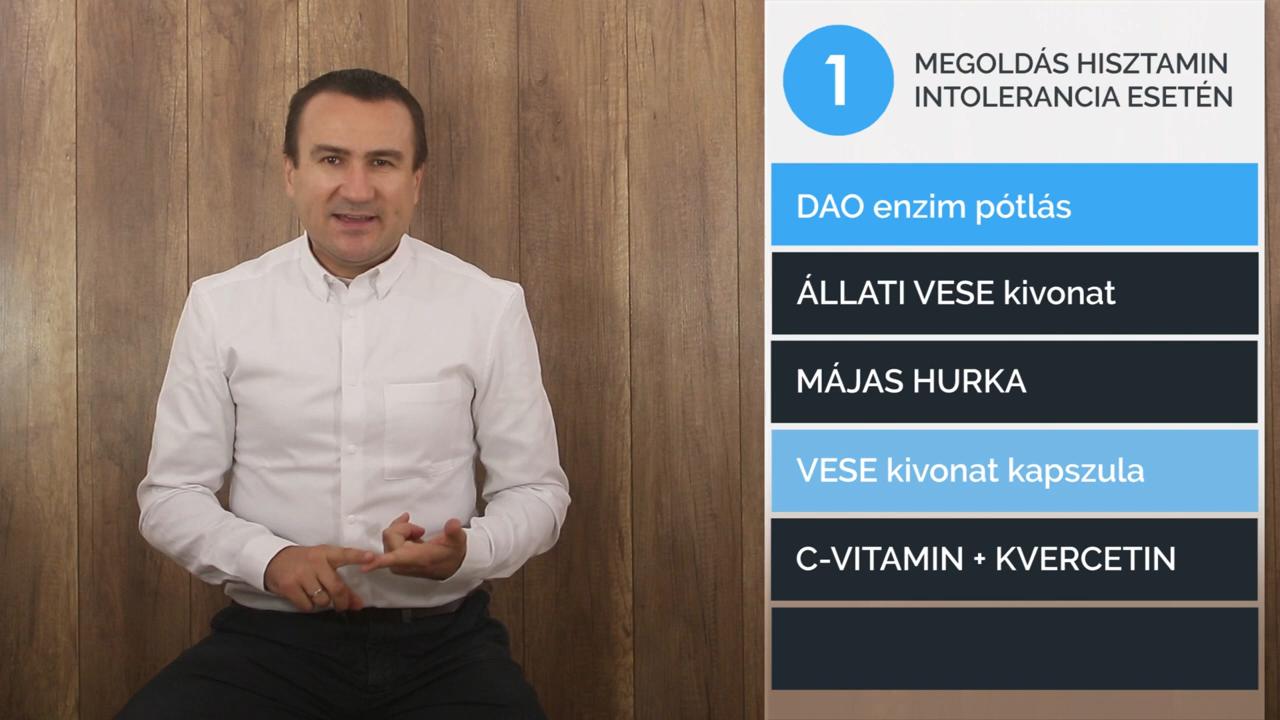 1
MEGOLDÁS HISZTAMIN
INTOLERANCIA ESETÉN
DAO enzim pótlás
ÁLLATI VESE kivonat
MÁJAS HURKA
VESE kivonat kapszula
C-VITAMIN + KVERCETIN